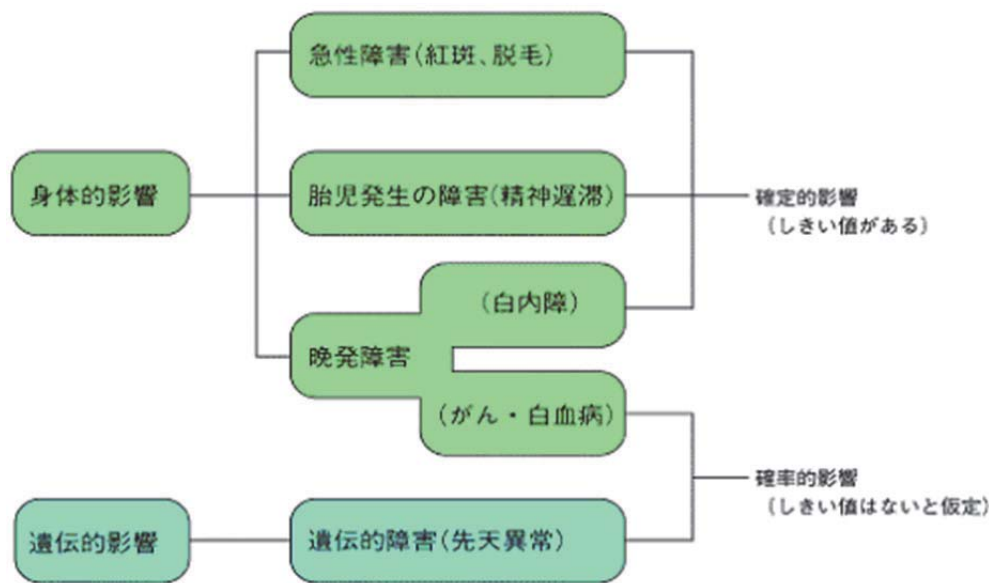 急性障害(紅斑、脱毛)
身体的影響
胎児発生の障害(精神遅滞)
確定的影響
(しきい値がある)
(白内障)
晩発障害
(がん・白血病)
確率的影響
(しきい値はないと仮定)
遺伝的影響
遺伝的障害(先天異常)